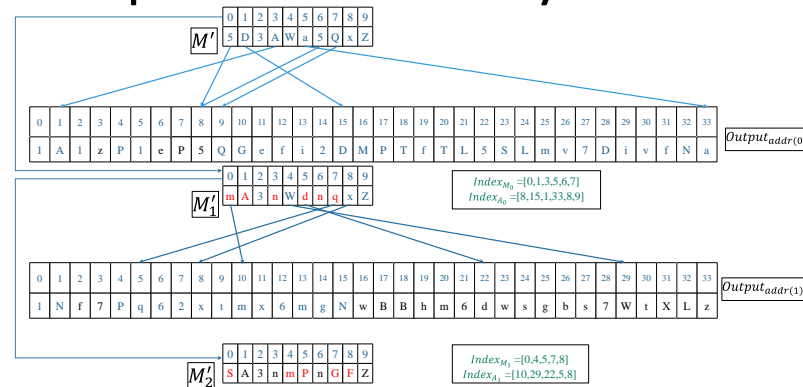 0 1 2 3 4 5 6 7 8 9
M′ 5 D 3 A W a 5 Q x Z
0 1 2 3 4 5 6 7 8 9 10 11 12 13 14 15 16 17 18 19 20 21 22 23 24 25 26 27 28 29 30 31 32 33
1 A 1 z P 1 e P 5 Q G e f i 2 D M P T f T L 5 S L m v 7 D i v f N a
Output_addr(0
0 1 2 3 4 5 6 7 8 9
M′_1 m A 3 n W d n q x Z
Index_M_0 =[0,1,3,5,6,7]
Index_A_0 =[8,15,1,33,8,9]
0 1 2 3 4 5 6 7 8 9 10 11 12 13 14 15 16 17 18 19 20 21 22 23 24 25 26 27 28 29 30 31 32 33
1 N f 7 P q 6 2 x t m x 6 m g N w B B h m 6 d w s g b s 7 W t X L z
Output_addr(1)
0 1 2 3 4 5 6 7 8 9
M′_2 S A 3 n m P n G F Z
Index_M_1 =[0,4,5,7,8]
Index_A_1 =[10,29,22,5,8]